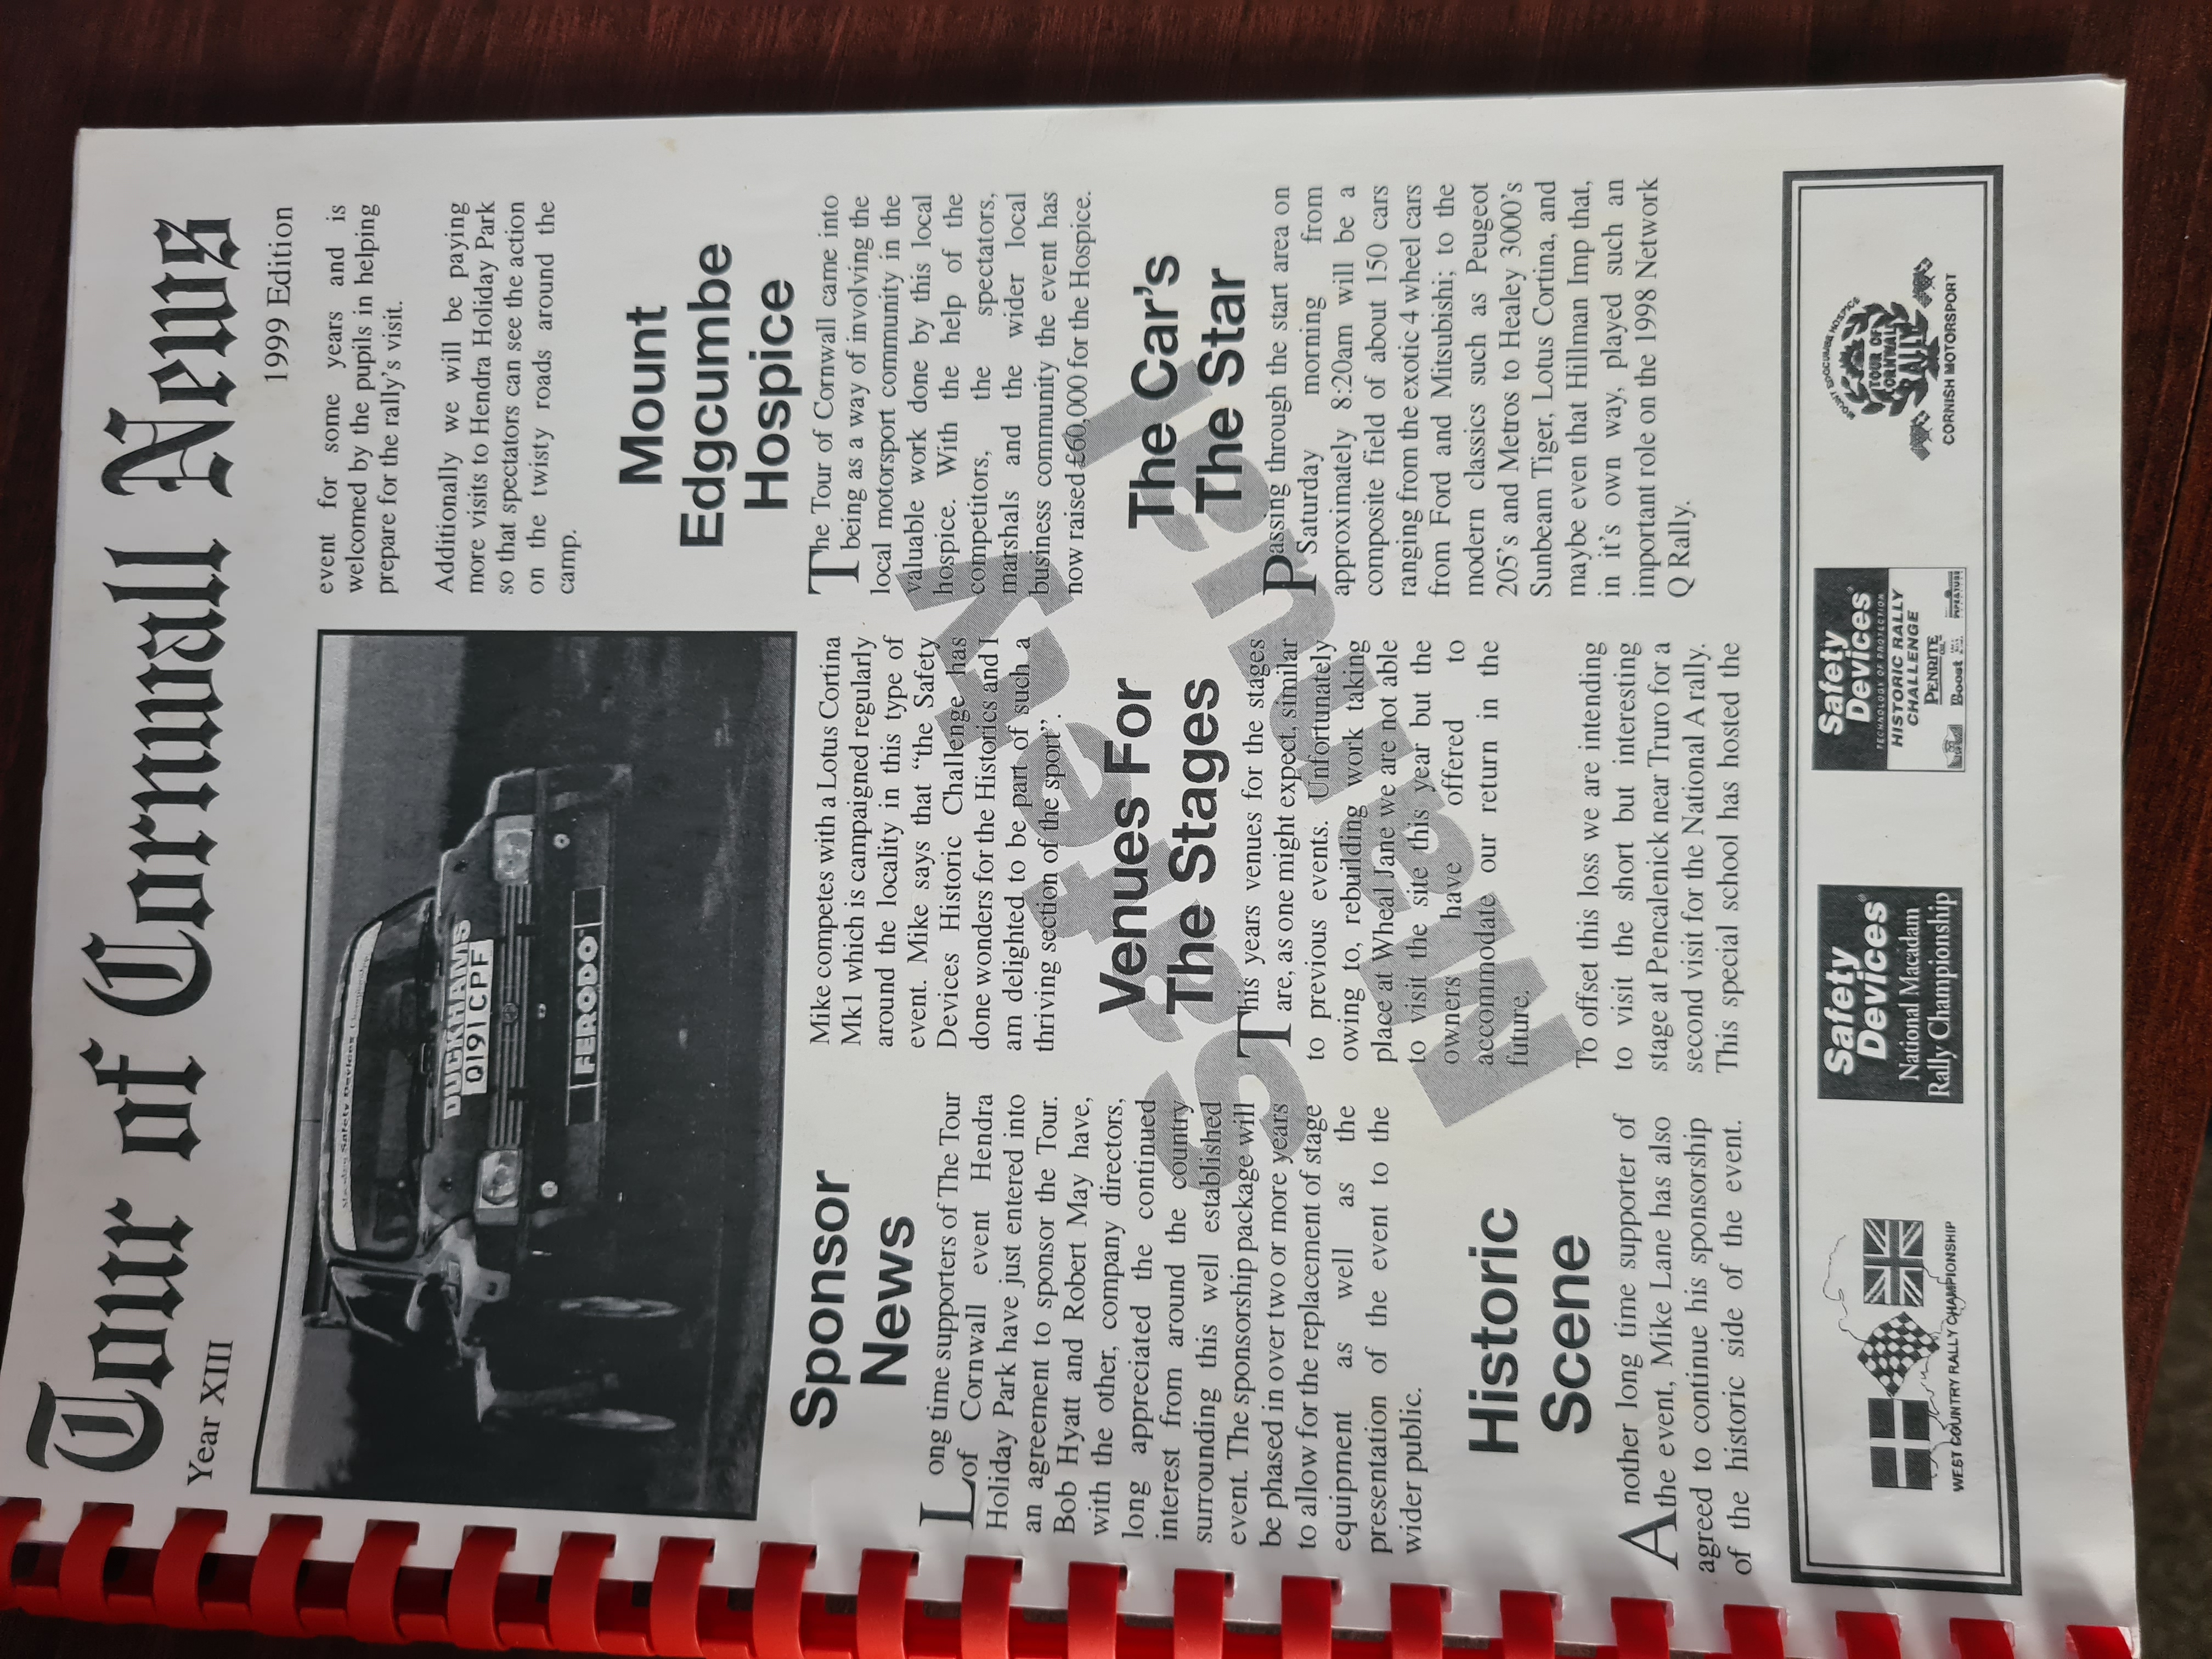 Tour of Cornwall News
Year XIII
1999 Edition
DUCKHAMS
Q191CPF
FERODO
Sponsor
News
Long time supporters of The Tour
of Cornwall event Hendra
Holiday Park have just entered into
an agreement to sponsor the Tour.
Bob Hyatt and Robert May have,
with the other, company directors,
long appreciated the continued
interest from around the country
surrounding this well established
event. The sponsorship package will
be phased in over two or more years
to allow for the replacement of stage
equipment as well as the
presentation of the event to the
wider public.
Historic
Scene
Another long time supporter of
the event, Mike Lane has also
agreed to continue his sponsorship
of the historic side of the event.
Mike competes with a Lotus Cortina
Mk1 which is campaigned regularly
around the locality in this type of
event. Mike says that “the Safety
Devices Historic Challenge has
done wonders for the Historics and I
am delighted to be part of such a
thriving section of the sport”.
Venues For
The Stages
This years venues for the stages
are, as one might expect, similar
to previous events. Unfortunately
owing to, rebuilding work taking
place at Wheal Jane we are not able
to visit the site this year but the
owners have offered to
accommodate our return in the
future.
To offset this loss we are intending
to visit the short but interesting
stage at Pencalenick near Truro for a
second visit for the National A rally.
This special school has hosted the
event for some years and is
welcomed by the pupils in helping
prepare for the rally's visit.
Additionally we will be paying
more visits to Hendra Holiday Park
so that spectators can see the action
on the twisty roads around the
camp.
Mount
Edgcumbe
Hospice
The Tour of Cornwall came into
being as a way of involving the
local motorsport community in the
valuable work done by this local
hospice. With the help of the
competitors, the spectators,
marshals and the wider local
business community the event has
now raised £60,000 for the Hospice.
The Car's
The Star
Passing through the start area on
Saturday morning from
approximately 8:20am will be a
composite field of about 150 cars
ranging from the exotic 4 wheel cars
from Ford and Mitsubishi; to the
modern classics such as Peugeot
205's and Metros to Healey 3000's
Sunbeam Tiger, Lotus Cortina, and
maybe even that Hillman Imp that,
in it's own way, played such an
important role on the 1998 Network
Q Rally.
Safety
Manual
WEST COUNTRY RALLY CHAMPIONSHIP
Safety
Devices
National Macadam
Rally Championship
Safety
Devices
TECHNOLOGY OF PROTECTION
HISTORIC RALLY
CHALLENGE
PENRITE
Boost
MOUNT EDGCUMBE HOSPICE
TOUR OF
CORNWALL
RALLY
CORNISH MOTORSPORT